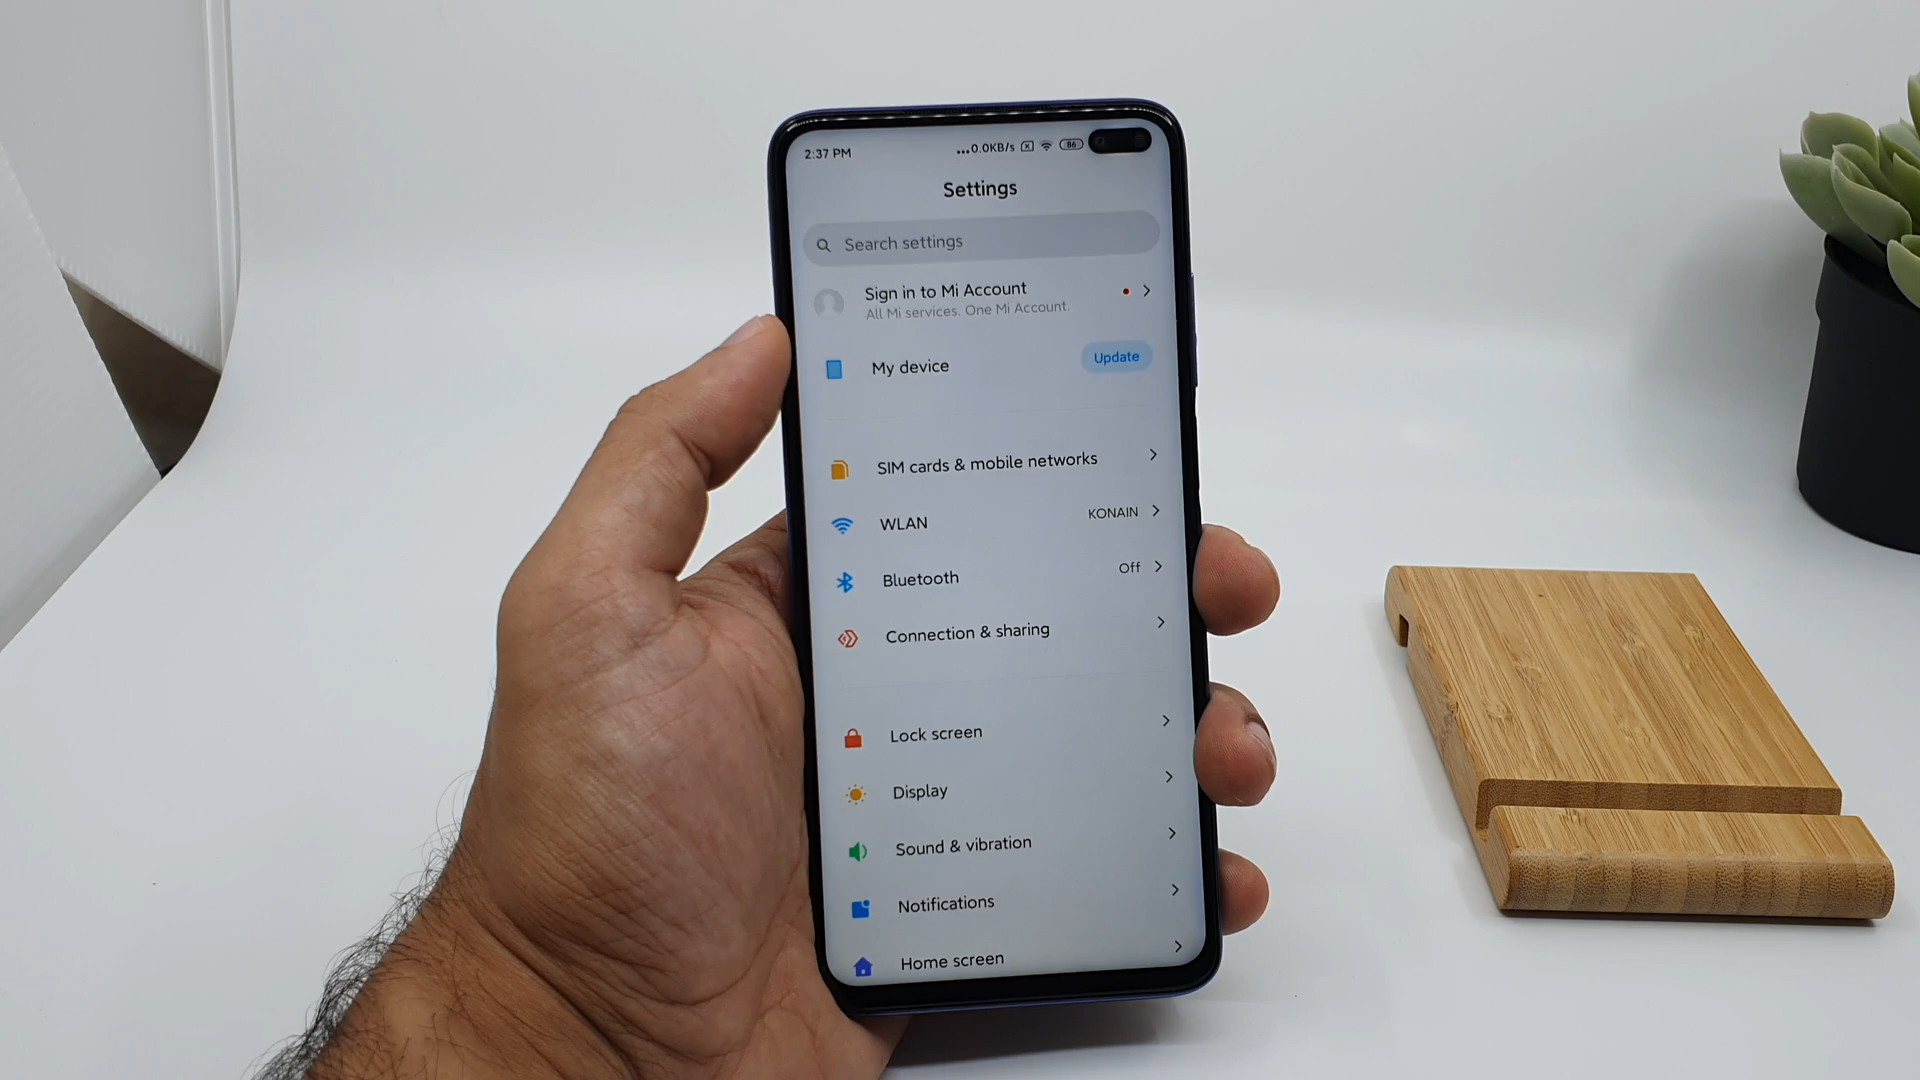 2:37 PM ...0.0KB/s 86
Settings
Search settings
Sign in to Mi Account
All Mi services. One Mi Account.
My device Update
SIM cards & mobile networks
WLAN KONAIN
Bluetooth Off
Connection & sharing
Lock screen
Display
Sound & vibration
Notifications
Home screen